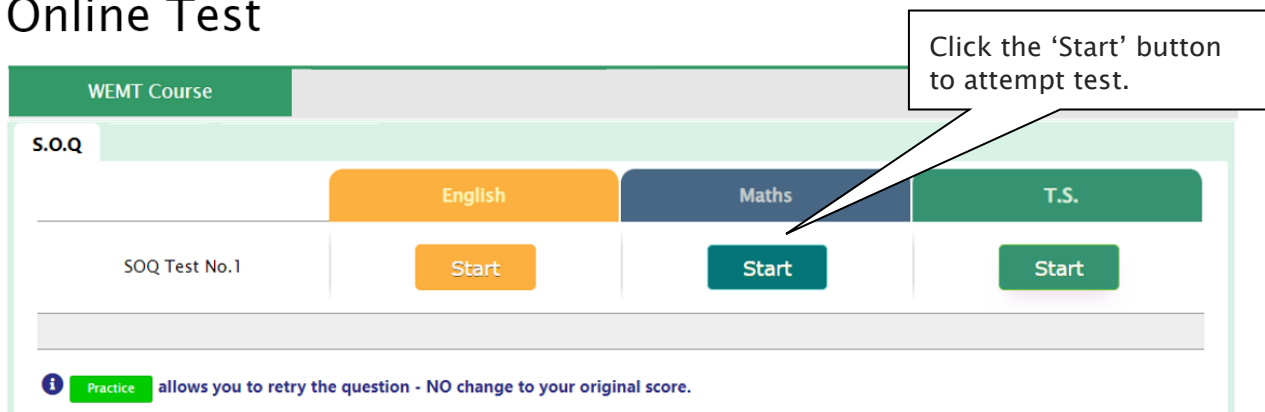 Online Test
Click the ‘Start’ button
to attempt test.
WEMT Course
S.O.Q
English Maths T.S.
SOQ Test No.1 Start Start Start
Practice allows you to retry the question - NO change to your original score.